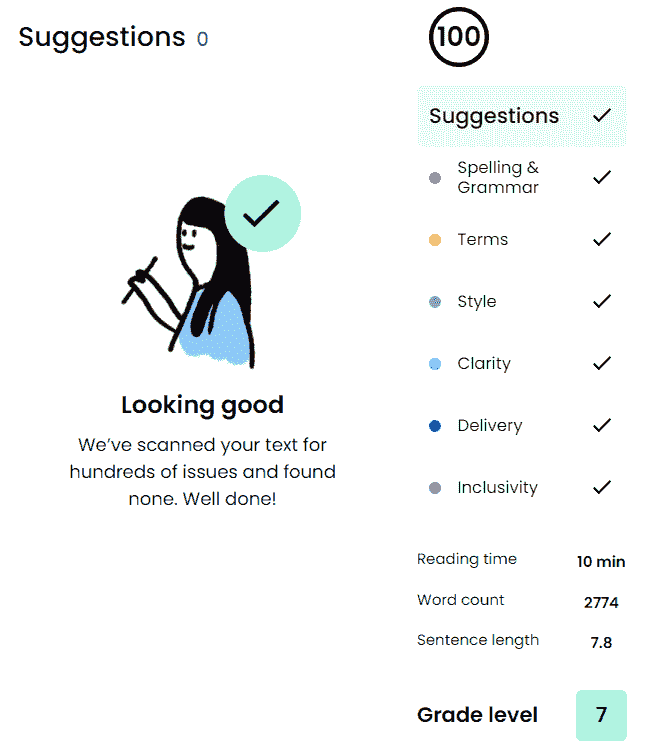 Suggestions 0
Looking good
We’ve scanned your text for
hundreds of issues and found
none. Well done!
100
Suggestions
Spelling &
Grammar
Terms
Style
Clarity
Delivery
Inclusivity
Reading time 10 min
Word count 2774
Sentence length 7.8
Grade level 7